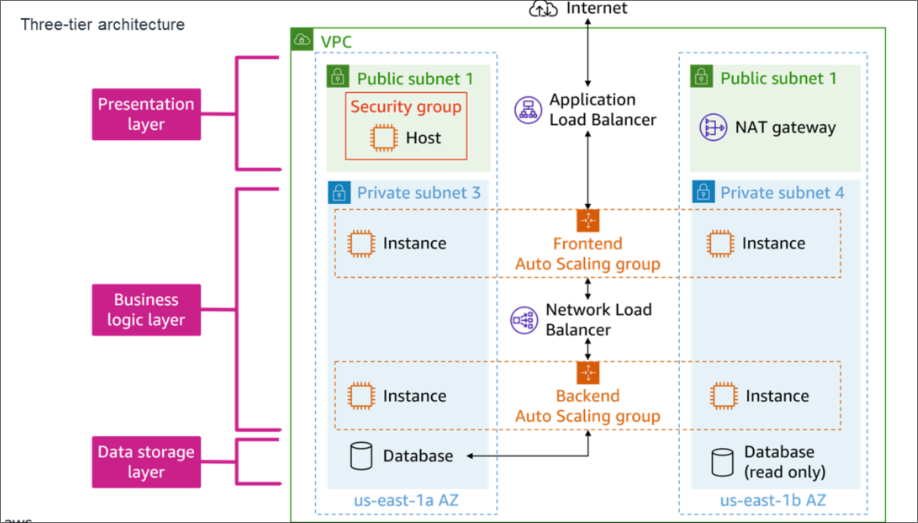 Three-tier architecture
Internet
VPC
Presentation
layer
Public subnet 1
Security group
Host
Application
Load Balancer
Public subnet 1
NAT gateway
Private subnet 3
Private subnet 4
Instance
Frontend
Auto Scaling group
Instance
Business
logic layer
Network Load
Balancer
Instance
Backend
Auto Scaling group
Instance
Data storage
layer
Database
Database
(read only)
us-east-1a AZ
us-east-1b AZ
aws